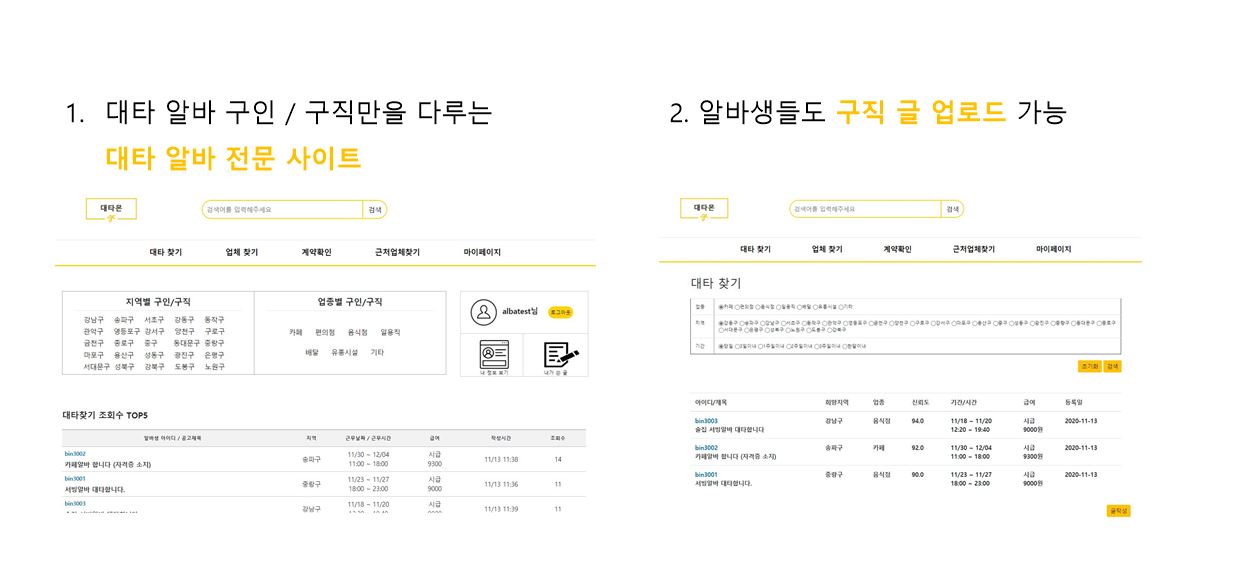 1. 대타 알바 구인 / 구직만을 다루는
대타 알바 전문 사이트
대타몬
검색어를 입력해주세요 검색
대타 찾기 업체 찾기 계약확인 근처업체찾기 마이페이지
지역별 구인/구직
강남구 송파구 서초구 강동구 동작구
관악구 영등포구 강서구 양천구 구로구
금천구 종로구 중구 동대문구 중랑구
마포구 용산구 성동구 광진구 은평구
서대문구 성북구 강북구 도봉구 노원구
업종별 구인/구직
카페 편의점 음식점 일용직
배달 유통시설 기타
albatest님 로그아웃
내 정보 보기 내가 쓴 글
대타찾기 조회수 TOP5
알바생 아이디 / 공고제목 지역 근무날짜 / 근무시간 급여 작성시간 조회수
bin3002
카페알바 합니다 (자격증 소지) 송파구 11/30 ~ 12/04 11:00 ~ 18:00 시급 9300 11/13 11:38 14
bin3001
서빙알바 대타합니다. 중랑구 11/23 ~ 11/27 18:00 ~ 23:00 시급 9000 11/13 11:36 11
bin3003
강남구 11/18 ~ 11/20 시급 11/13 11:39 11
2. 알바생들도 구직 글 업로드 가능
대타몬
검색어를 입력해주세요 검색
대타 찾기 업체 찾기 계약확인 근처업체찾기 마이페이지
대타 찾기
업종 카페 편의점 음식점 일용직 배달 유통시설 기타
지역 강동구 송파구 강남구 서초구 동작구 관악구 영등포구 금천구 양천구 구로구 강서구 마포구 용산구 중구 성동구 광진구 중랑구 동대문구 종로구
서대문구 은평구 성북구 노원구 도봉구 강북구
기간 당일 3일이내 1주일이내 2주일이내 3주일이내 한달이내
초기화 검색
아이디/제목 희망지역 업종 신뢰도 기간/시간 급여 등록일
bin3003
술집 서빙알바 대타합니다 강남구 음식점 94.0 11/18 ~ 11/20 12:20 ~ 19:40 시급 9000원 2020-11-13
bin3002
카페알바 합니다 (자격증 소지) 송파구 카페 92.0 11/30 ~ 12/04 11:00 ~ 18:00 시급 9300원 2020-11-13
bin3001
서빙알바 대타합니다. 중랑구 음식점 90.0 11/23 ~ 11/27 18:00 ~ 23:00 시급 9000원 2020-11-13
글작성